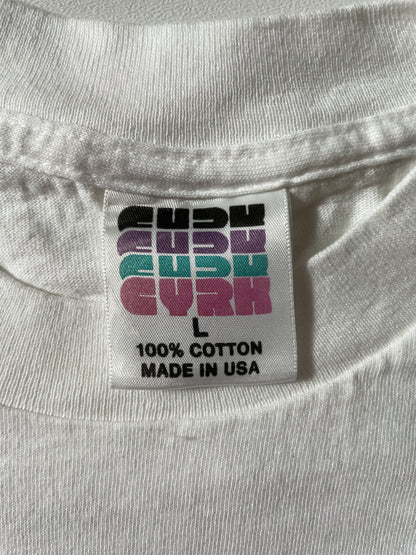 CYRK
L
100% COTTON
MADE IN USA